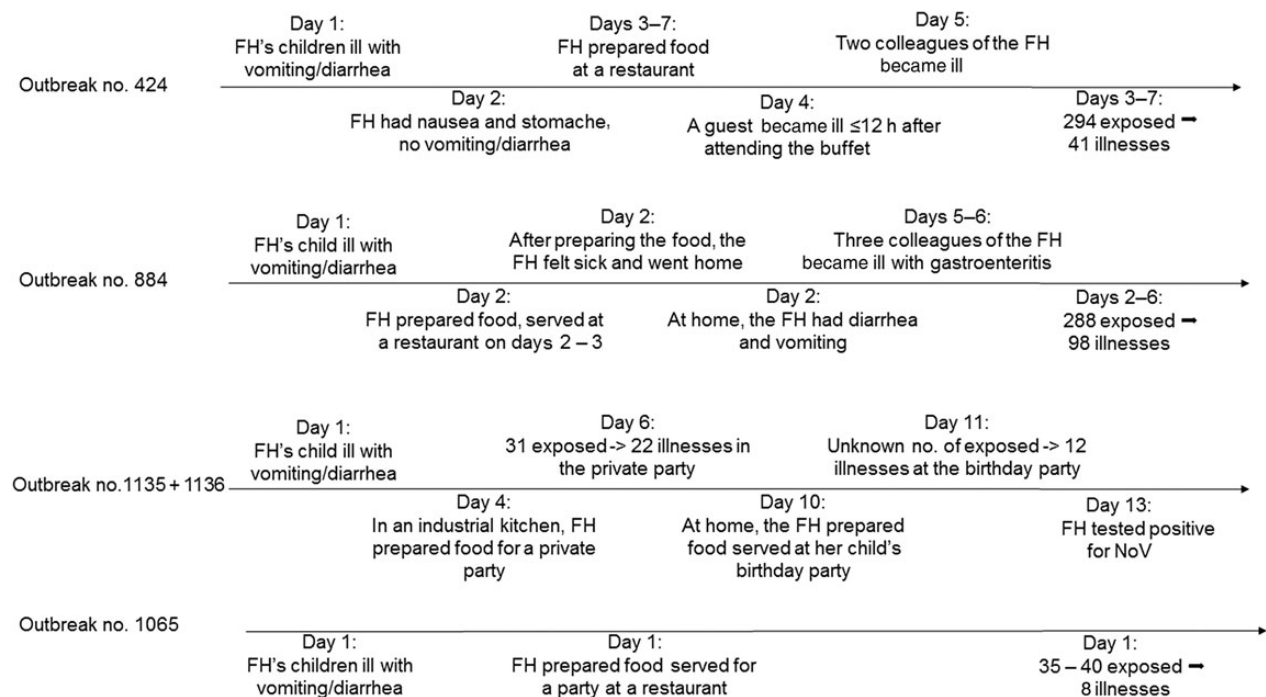 Day 1:
FH's children ill with
vomiting/diarrhea
Days 3–7:
FH prepared food
at a restaurant
Day 5:
Two colleagues of the FH
became ill
Outbreak no. 424
Day 2:
FH had nausea and stomache,
no vomiting/diarrhea
Day 4:
A guest became ill ≤12 h after
attending the buffet
Days 3–7:
294 exposed ➡
41 illnesses
Day 1:
FH's child ill with
vomiting/diarrhea
Day 2:
After preparing the food, the
FH felt sick and went home
Days 5–6:
Three colleagues of the FH
became ill with gastroenteritis
Outbreak no. 884
Day 2:
FH prepared food, served at
a restaurant on days 2 – 3
Day 2:
At home, the FH had diarrhea
and vomiting
Days 2–6:
288 exposed ➡
98 illnesses
Day 1:
FH's child ill with
vomiting/diarrhea
Day 6:
31 exposed -> 22 illnesses in
the private party
Day 11:
Unknown no. of exposed -> 12
illnesses at the birthday party
Outbreak no.1135 + 1136
Day 4:
In an industrial kitchen, FH
prepared food for a private
party
Day 10:
At home, the FH prepared
food served at her child's
birthday party
Day 13:
FH tested positive
for NoV
Outbreak no. 1065
Day 1:
FH's children ill with
vomiting/diarrhea
Day 1:
FH prepared food served for
a party at a restaurant
Day 1:
35 – 40 exposed ➡
8 illnesses